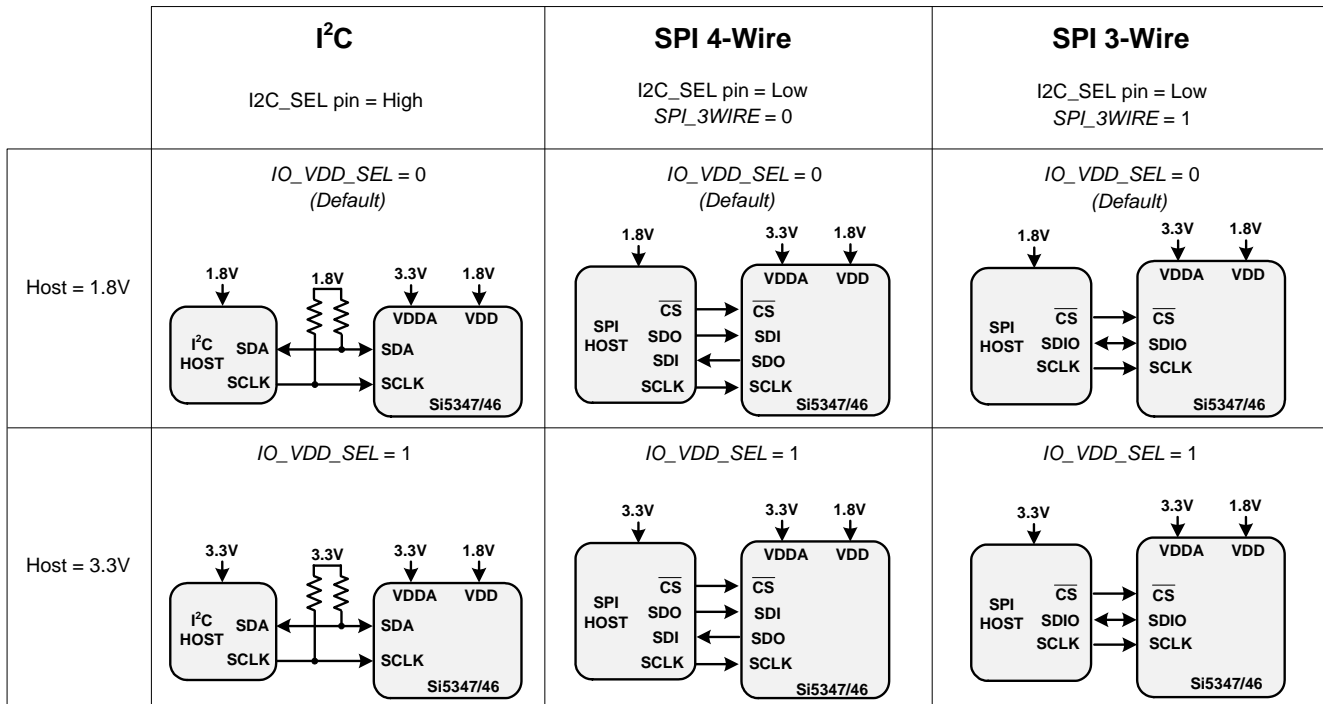 I²C
I2C_SEL pin = High
SPI 4-Wire
I2C_SEL pin = Low
SPI_3WIRE = 0
SPI 3-Wire
I2C_SEL pin = Low
SPI_3WIRE = 1
Host = 1.8V
IO_VDD_SEL = 0
(Default)
1.8V
1.8V
3.3V
1.8V
VDDA
VDD
I²C
HOST
SDA
SDA
SCLK
SCLK
Si5347/46
IO_VDD_SEL = 0
(Default)
1.8V
3.3V
1.8V
VDDA
VDD
SPI
HOST
CS
CS
SDO
SDI
SDI
SDO
SCLK
SCLK
Si5347/46
IO_VDD_SEL = 0
(Default)
1.8V
3.3V
1.8V
VDDA
VDD
SPI
HOST
CS
CS
SDIO
SDIO
SCLK
SCLK
Si5347/46
Host = 3.3V
IO_VDD_SEL = 1
3.3V
3.3V
3.3V
1.8V
VDDA
VDD
I²C
HOST
SDA
SDA
SCLK
SCLK
Si5347/46
IO_VDD_SEL = 1
3.3V
3.3V
1.8V
VDDA
VDD
SPI
HOST
CS
CS
SDO
SDI
SDI
SDO
SCLK
SCLK
Si5347/46
IO_VDD_SEL = 1
3.3V
3.3V
1.8V
VDDA
VDD
SPI
HOST
CS
CS
SDIO
SDIO
SCLK
SCLK
Si5347/46